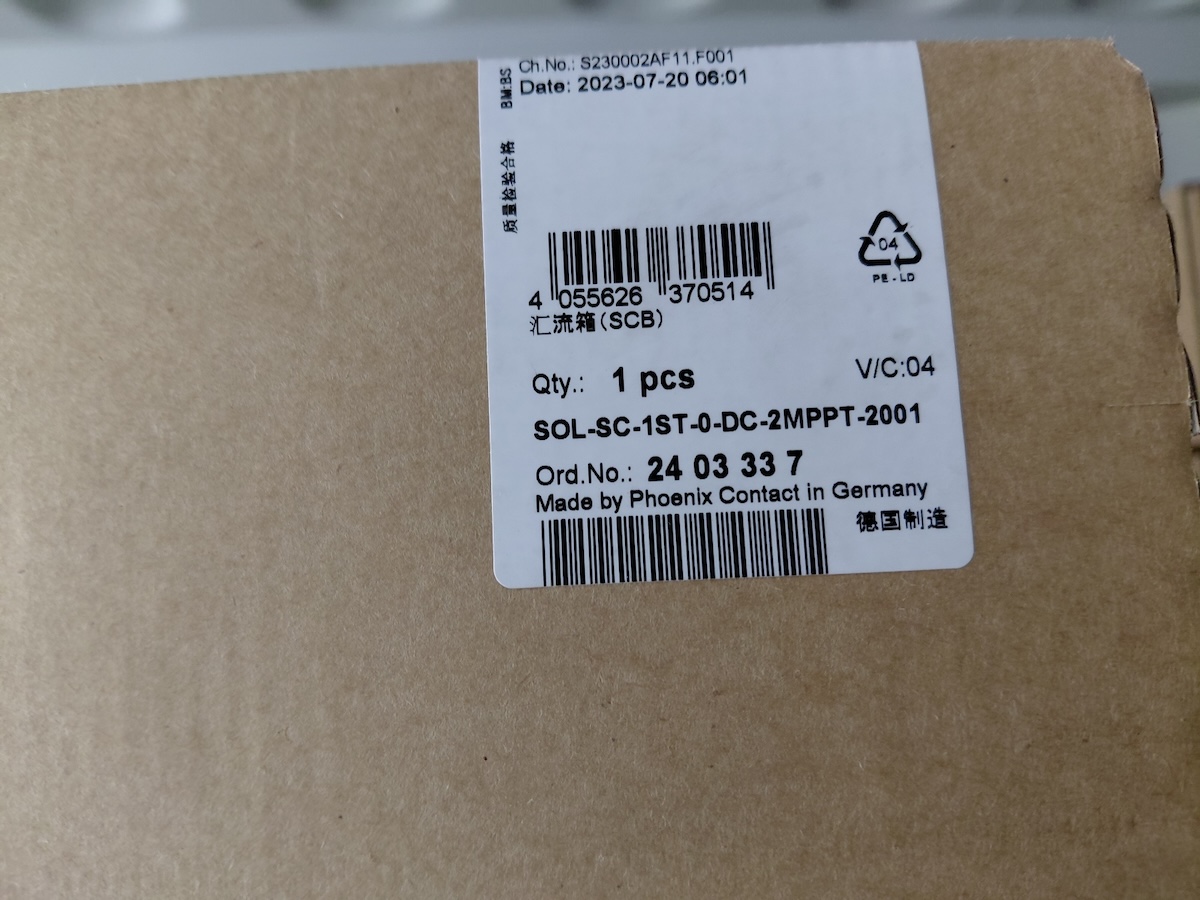 Ch.No.: S230002AF11.F001
Date: 2023-07-20 06:01
BM:BS
质量检验合格
4 055626 370514
汇流箱(SCB)
04
PE-LD
Qty.: 1 pcs
V/C:04
SOL-SC-1ST-0-DC-2MPPT-2001
Ord.No.: 24 03 33 7
Made by Phoenix Contact in Germany
德国制造